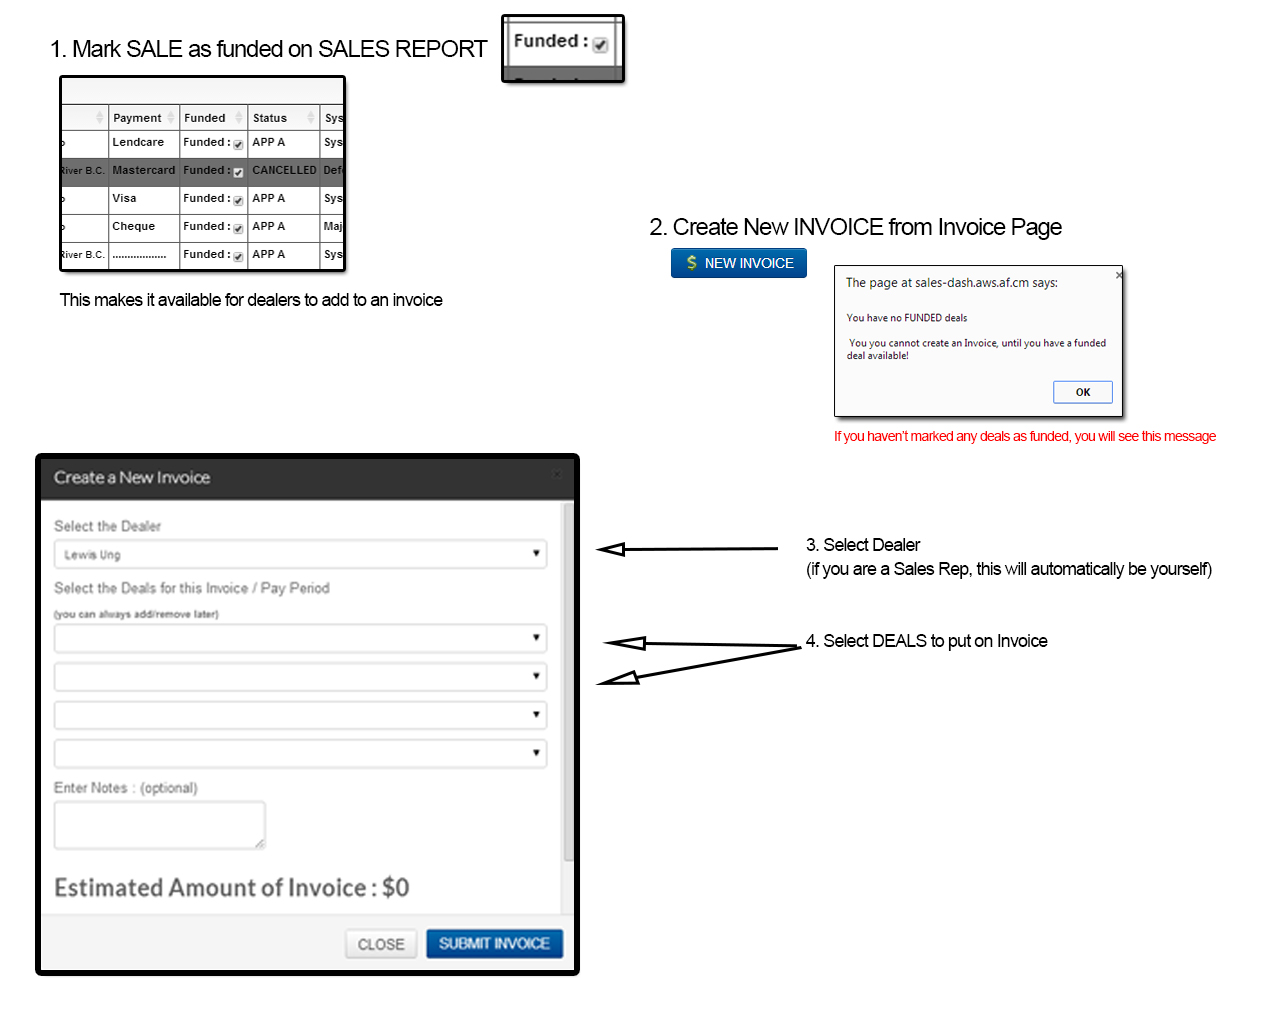 1. Mark SALE as funded on SALES REPORT
Funded :
Payment Funded Status Sys
Lendcare Funded : APP A Sys
River B.C. Mastercard Funded : CANCELLED Def
Visa Funded : APP A Sys
Cheque Funded : APP A Maj
River B.C. .................. Funded : APP A Sys
This makes it available for dealers to add to an invoice
2. Create New INVOICE from Invoice Page
$ NEW INVOICE
The page at sales-dash.aws.af.cm says:
You have no FUNDED deals
You you cannot create an Invoice, until you have a funded
deal available!
OK
If you haven't marked any deals as funded, you will see this message
Create a New Invoice
Select the Dealer
Lewis Ung
Select the Deals for this Invoice / Pay Period
(you can always add/remove later)
Enter Notes : (optional)
Estimated Amount of Invoice : $0
CLOSE SUBMIT INVOICE
3. Select Dealer
(if you are a Sales Rep, this will automatically be yourself)
4. Select DEALS to put on Invoice